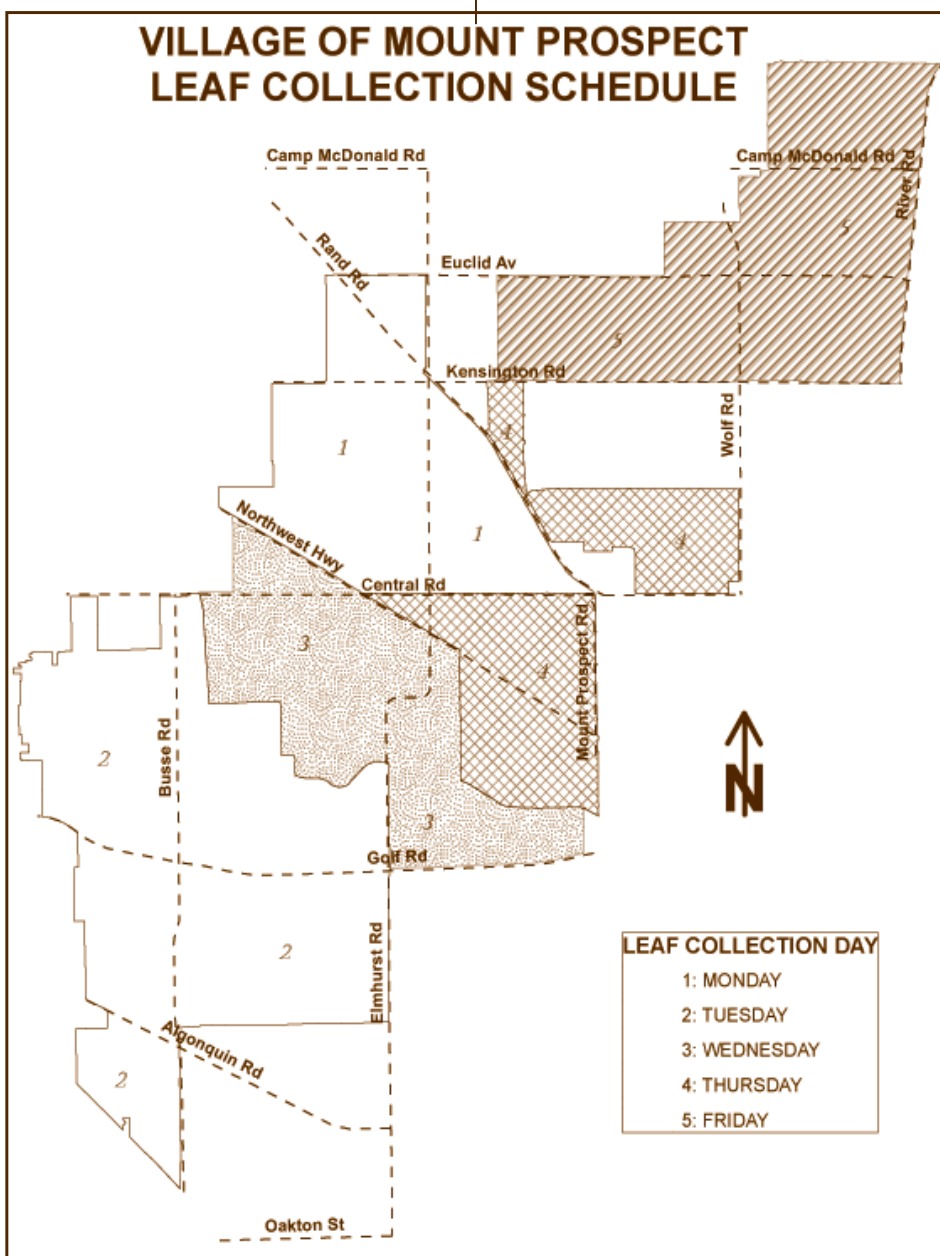 VILLAGE OF MOUNT PROSPECT
LEAF COLLECTION SCHEDULE
Camp McDonald Rd
Camp McDonald Rd
River Rd
5
Rand Rd
Euclid Av
5
Kensington Rd
Wolf Rd
1
4
Northwest Hwy
1
4
Central Rd
3
4
Mount Prospect Rd
2
Busse Rd
N
3
Golf Rd
2
Elmhurst Rd
Algonquin Rd
2
Oakton St
LEAF COLLECTION DAY
1: MONDAY
2: TUESDAY
3: WEDNESDAY
4: THURSDAY
5: FRIDAY